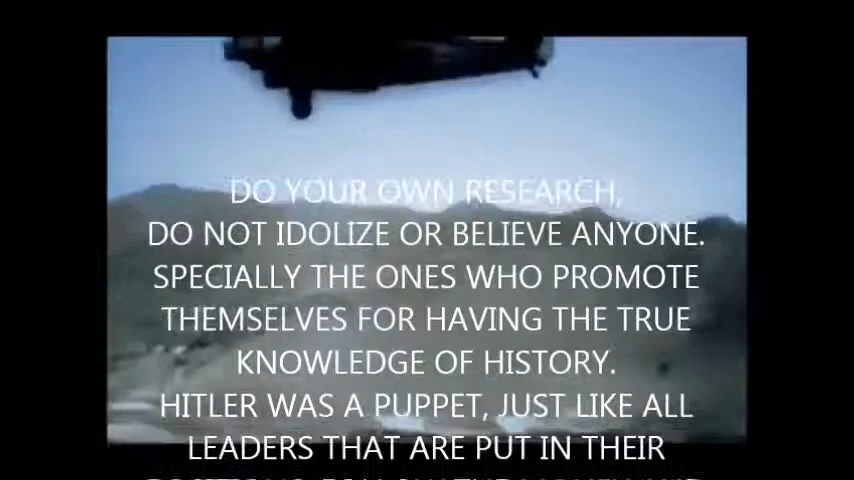 DO YOUR OWN RESEARCH,
DO NOT IDOLIZE OR BELIEVE ANYONE.
SPECIALLY THE ONES WHO PROMOTE
THEMSELVES FOR HAVING THE TRUE
KNOWLEDGE OF HISTORY.
HITLER WAS A PUPPET, JUST LIKE ALL
LEADERS THAT ARE PUT IN THEIR